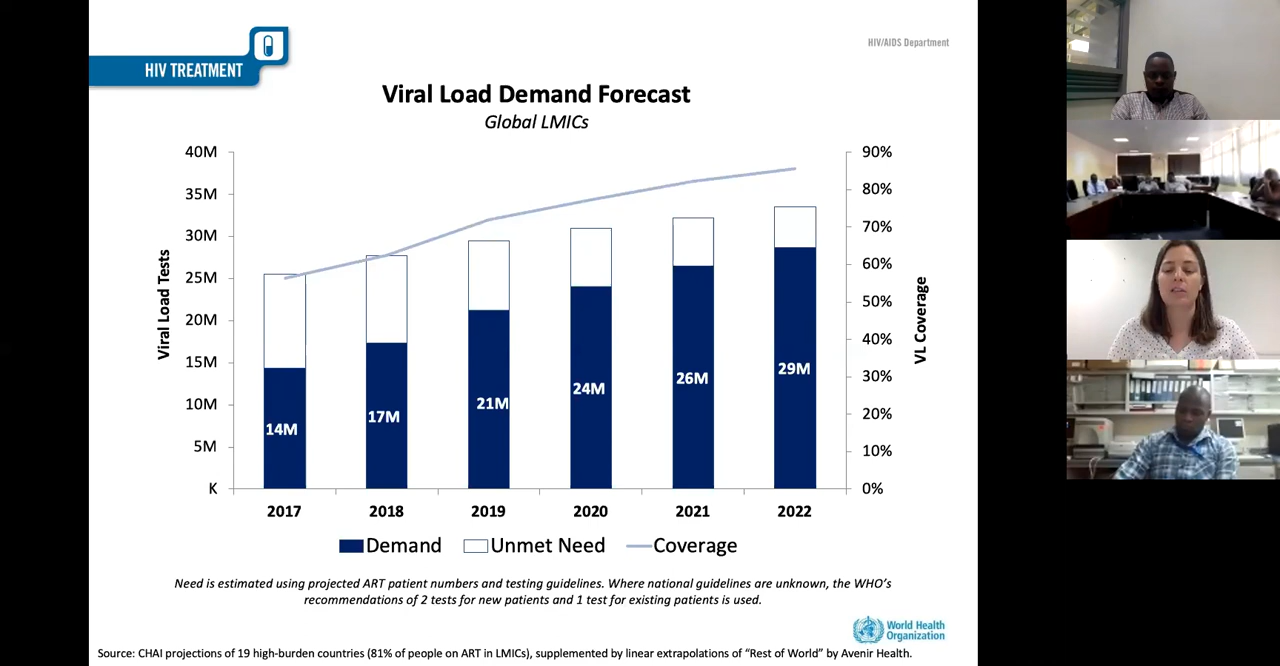 HIV/AIDS Department
HIV TREATMENT
Viral Load Demand Forecast
Global LMICs
Viral Load Tests
40M
35M
30M
25M
20M
15M
10M
5M
K
90%
80%
70%
60%
50%
40%
30%
20%
10%
0%
VL Coverage
14M
17M
21M
24M
26M
29M
2017 2018 2019 2020 2021 2022
Demand Unmet Need Coverage
Need is estimated using projected ART patient numbers and testing guidelines. Where national guidelines are unknown, the WHO's
recommendations of 2 tests for new patients and 1 test for existing patients is used.
World Health
Organization
Source: CHAI projections of 19 high-burden countries (81% of people on ART in LMICs), supplemented by linear extrapolations of “Rest of World” by Avenir Health.